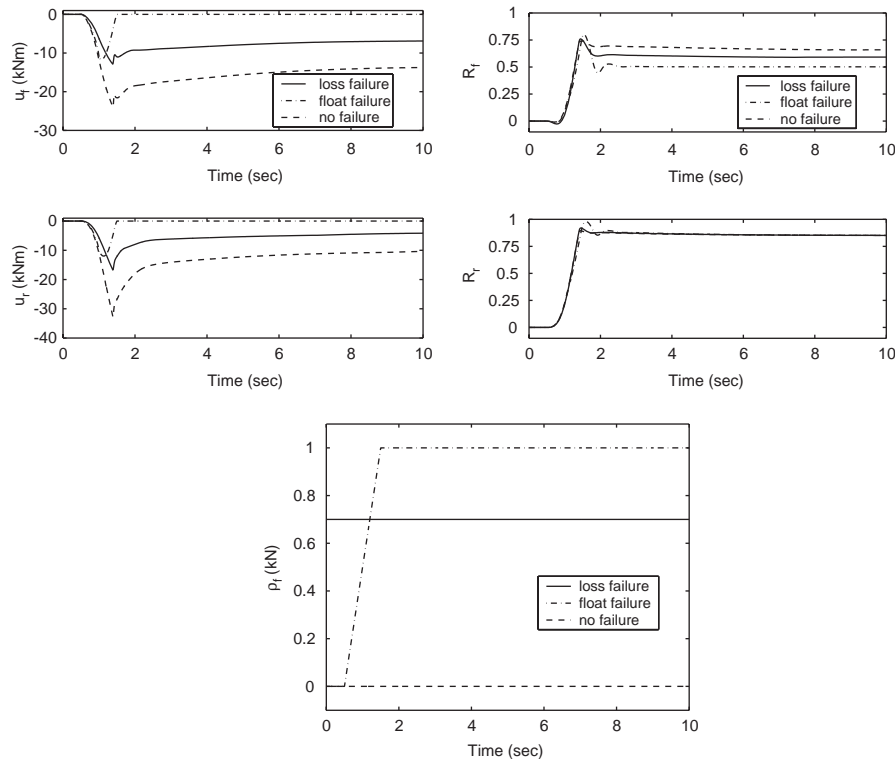 0
-10
-20
-30
u_f (kNm)
loss failure
float failure
no failure
0 2 4 6 8 10
Time (sec)
1
0.75
0.5
0.25
0
R_f
loss failure
float failure
no failure
0 2 4 6 8 10
Time (sec)
0
-10
-20
-30
-40
u_r (kNm)
0 2 4 6 8 10
Time (sec)
1
0.75
0.5
0.25
0
R_r
0 2 4 6 8 10
Time (sec)
1
0.8
0.6
0.4
0.2
0
ρ_f (kN)
loss failure
float failure
no failure
0 2 4 6 8 10
Time (sec)